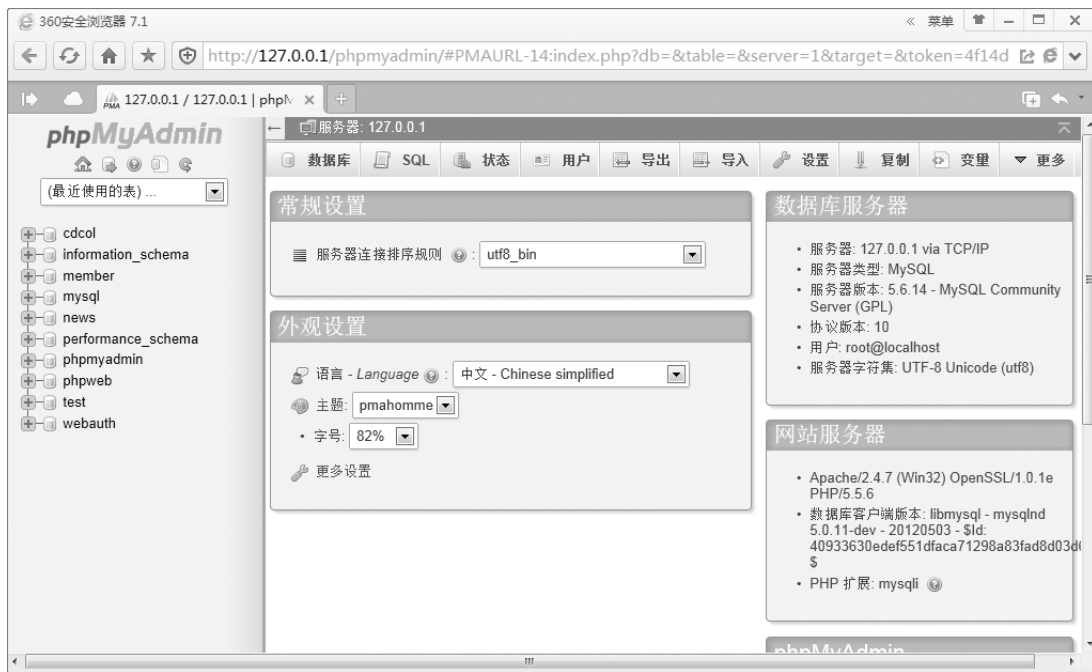 360安全浏览器 7.1
菜单
http://127.0.0.1/phpmyadmin/#PMAURL-14:index.php?db=&table=&server=1&target=&token=4f14d
127.0.0.1 / 127.0.0.1 | phpM
phpMyAdmin
(最近使用的表) ...
cdcol
information_schema
member
mysql
news
performance_schema
phpmyadmin
phpweb
test
webauth
服务器: 127.0.0.1
数据库 SQL 状态 用户 导出 导入 设置 复制 变量 更多
常规设置
服务器连接排序规则 : utf8_bin
外观设置
语言 - Language : 中文 - Chinese simplified
主题: pmahomme
• 字号: 82%
更多设置
数据库服务器
• 服务器: 127.0.0.1 via TCP/IP
• 服务器类型: MySQL
• 服务器版本: 5.6.14 - MySQL Community
Server (GPL)
• 协议版本: 10
• 用户: root@localhost
• 服务器字符集: UTF-8 Unicode (utf8)
网站服务器
• Apache/2.4.7 (Win32) OpenSSL/1.0.1e
PHP/5.5.6
• 数据库客户端版本: libmysql - mysqlnd
5.0.11-dev - 20120503 - $Id:
40933630edef551dfaca71298a83fad8d03d6
$
• PHP 扩展: mysqli
phpMyAdmin